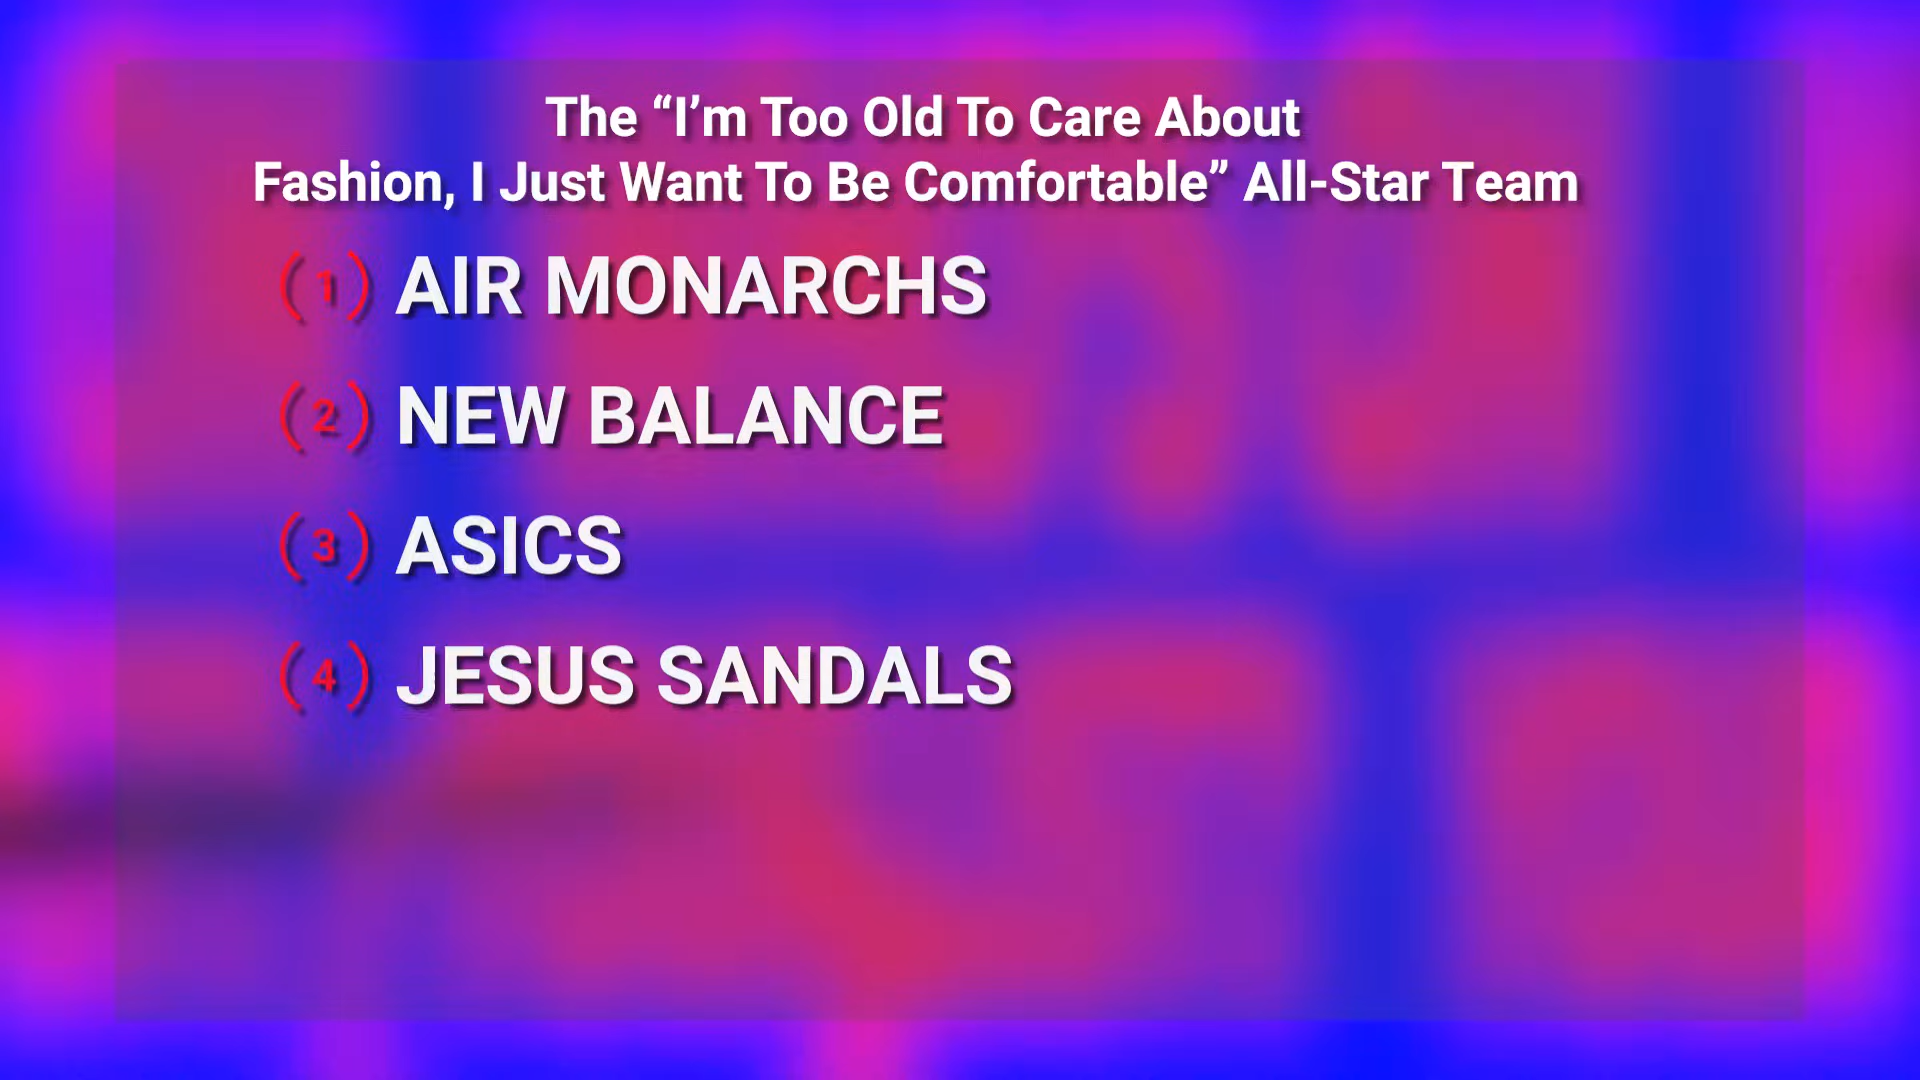 The “I’m Too Old To Care About
Fashion, I Just Want To Be Comfortable” All-Star Team
(1) AIR MONARCHS
(2) NEW BALANCE
(3) ASICS
(4) JESUS SANDALS